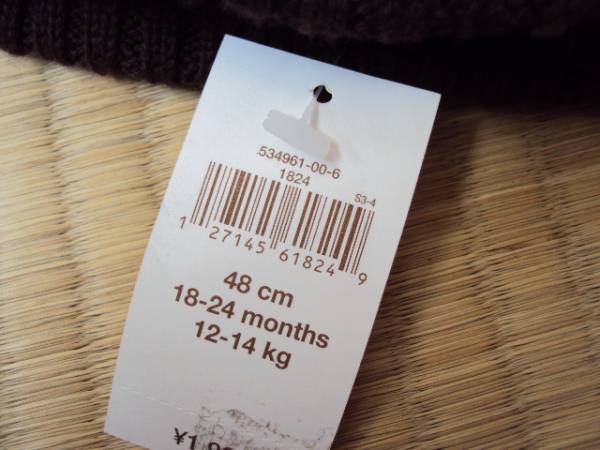 534961-00-6
1824
S3-4
1 27145 61824 9
48 cm
18-24 months
12-14 kg